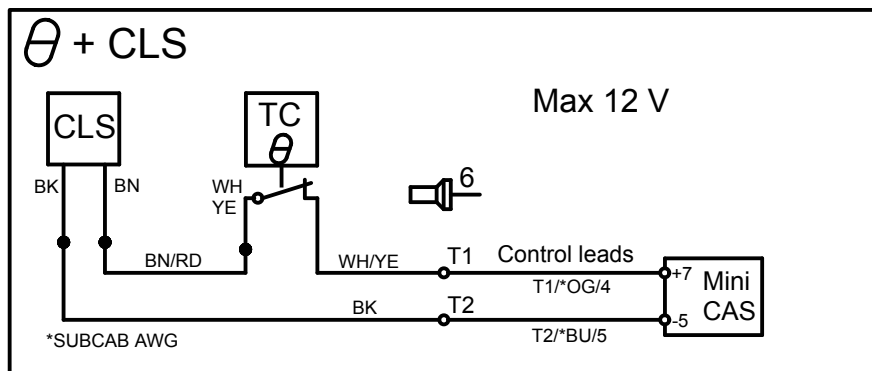 θ + CLS
Max 12 V
CLS
TC
θ
BK
BN
WH
YE
6
BN/RD
WH/YE
T1
Control leads
T1/*OG/4
+7
Mini
CAS
BK
T2
-5
T2/*BU/5
*SUBCAB AWG